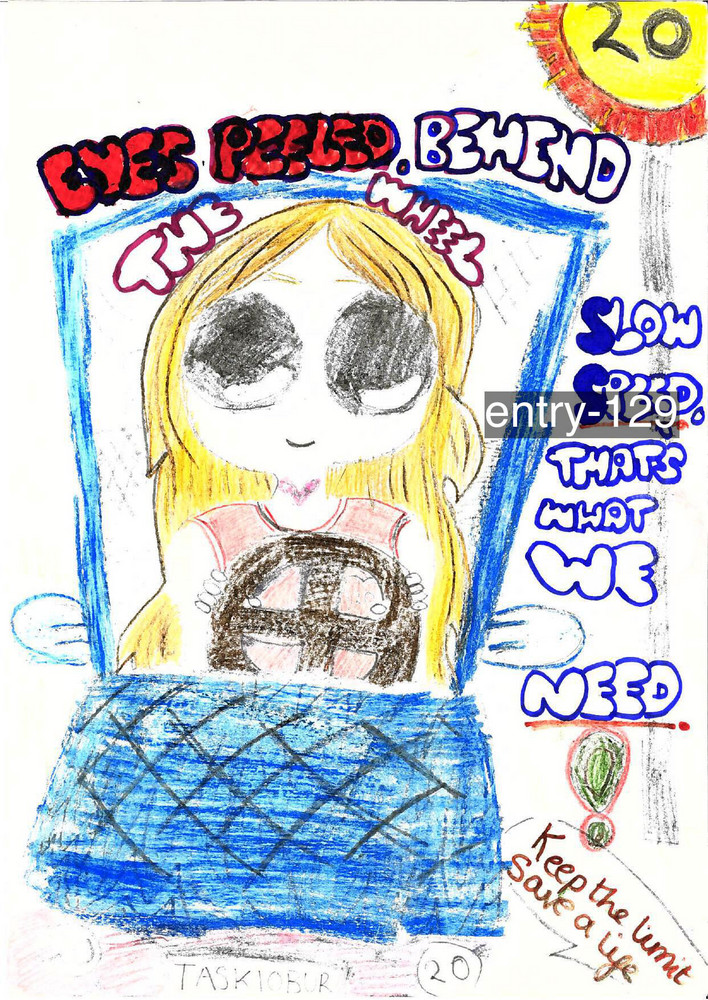 20
EYES PEELED. BEHIND
THE WHEEL
SLOW
SPEED.
entry-129
THATS
WHAT
WE
NEED
!
Keep the limit
Save a life
20